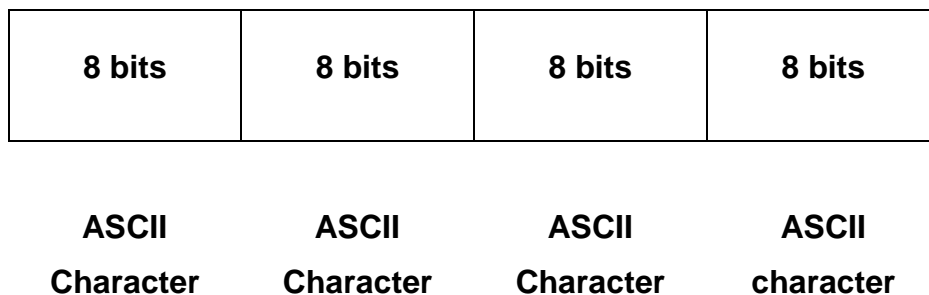 8 bits 8 bits 8 bits 8 bits
ASCII ASCII ASCII ASCII
Character Character Character character